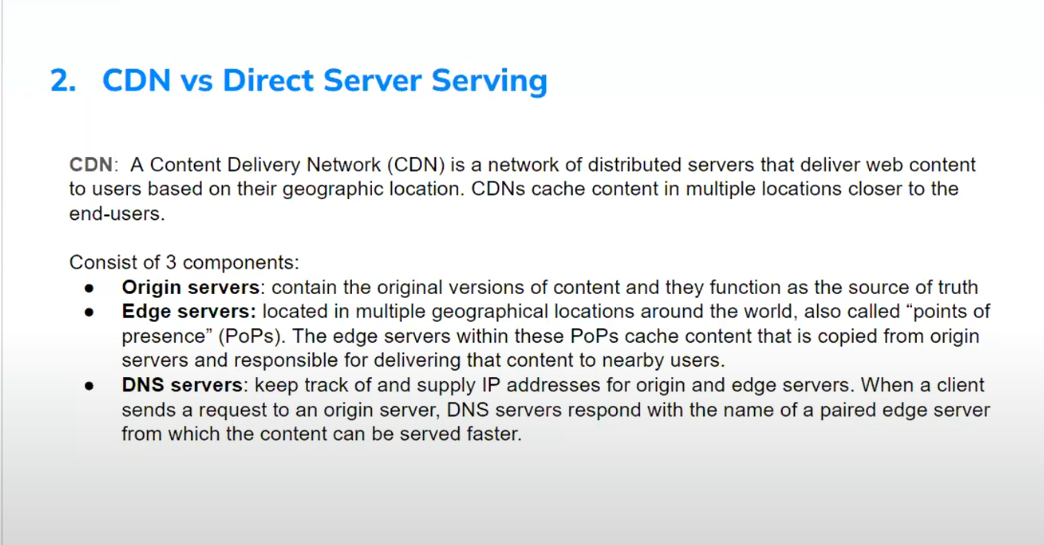 2. CDN vs Direct Server Serving
CDN: A Content Delivery Network (CDN) is a network of distributed servers that deliver web content
to users based on their geographic location. CDNs cache content in multiple locations closer to the
end-users.
Consist of 3 components:
● Origin servers: contain the original versions of content and they function as the source of truth
● Edge servers: located in multiple geographical locations around the world, also called “points of
presence” (PoPs). The edge servers within these PoPs cache content that is copied from origin
servers and responsible for delivering that content to nearby users.
● DNS servers: keep track of and supply IP addresses for origin and edge servers. When a client
sends a request to an origin server, DNS servers respond with the name of a paired edge server
from which the content can be served faster.